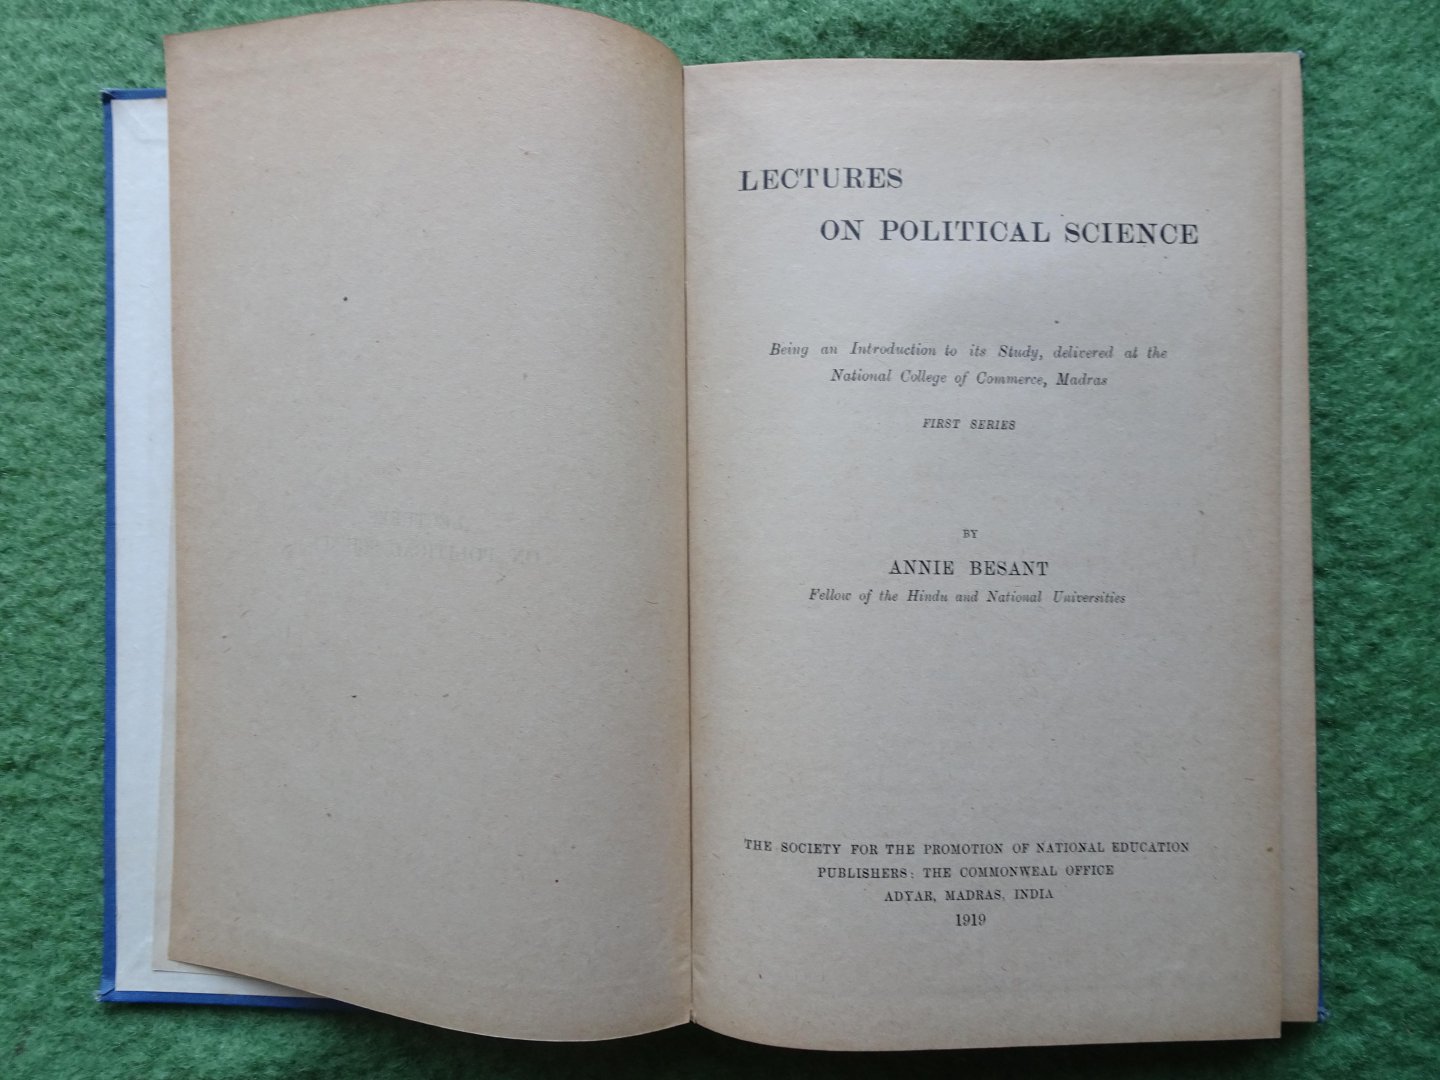 LECTURES
ON POLITICAL SCIENCE
Being an Introduction to its Study, delivered at the
National College of Commerce, Madras
FIRST SERIES
BY
ANNIE BESANT
Fellow of the Hindu and National Universities
THE SOCIETY FOR THE PROMOTION OF NATIONAL EDUCATION
PUBLISHERS: THE COMMONWEAL OFFICE
ADYAR, MADRAS, INDIA
1919